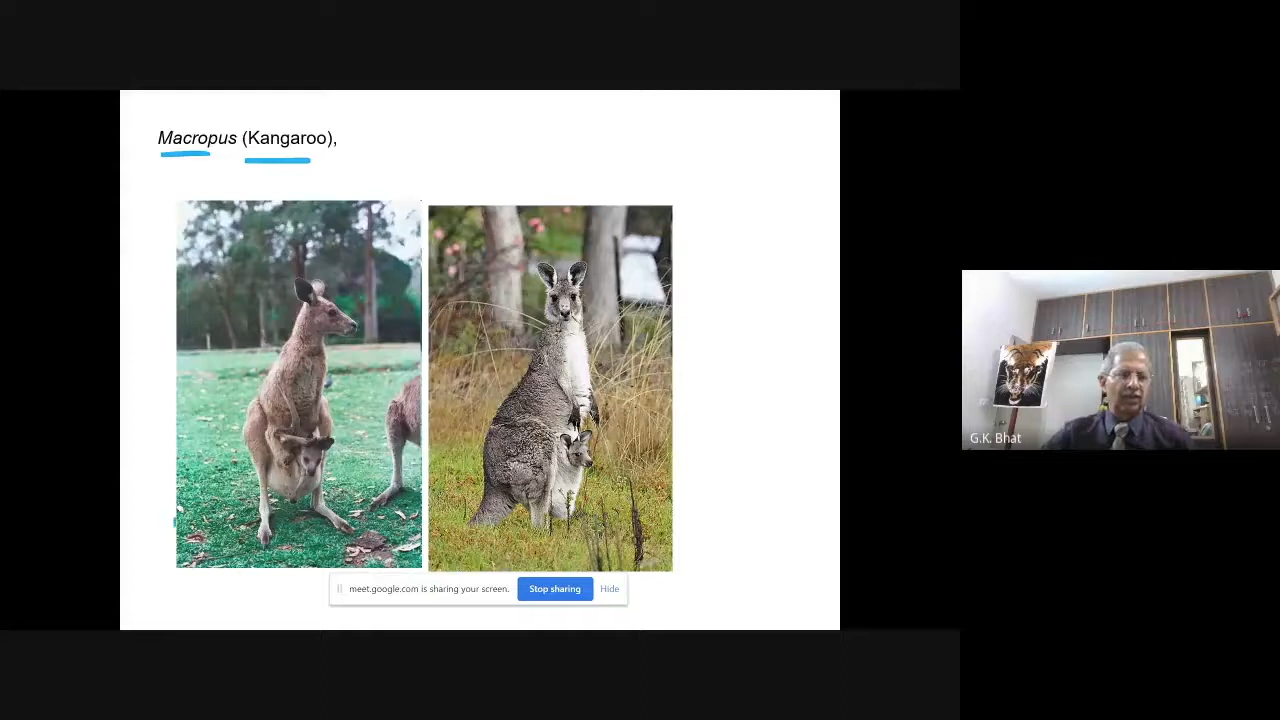 Macropus (Kangaroo),
meet.google.com is sharing your screen. Stop sharing Hide
G.K. Bhat